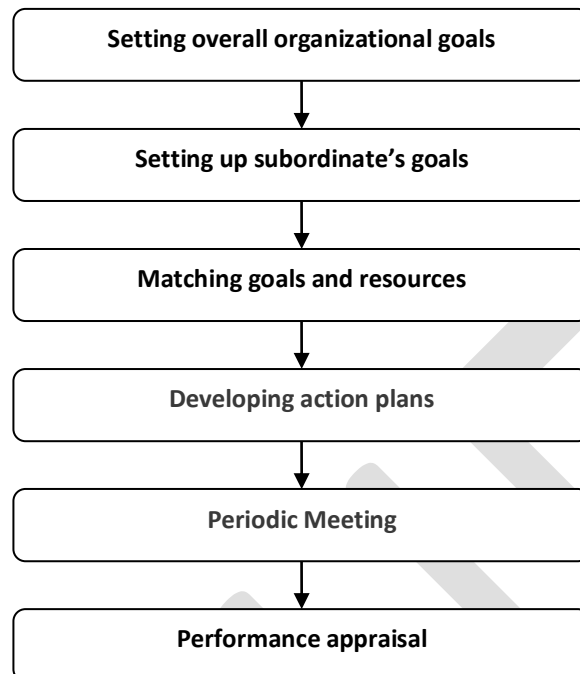 Setting overall organizational goals
Setting up subordinate’s goals
Matching goals and resources
Developing action plans
Periodic Meeting
Performance appraisal